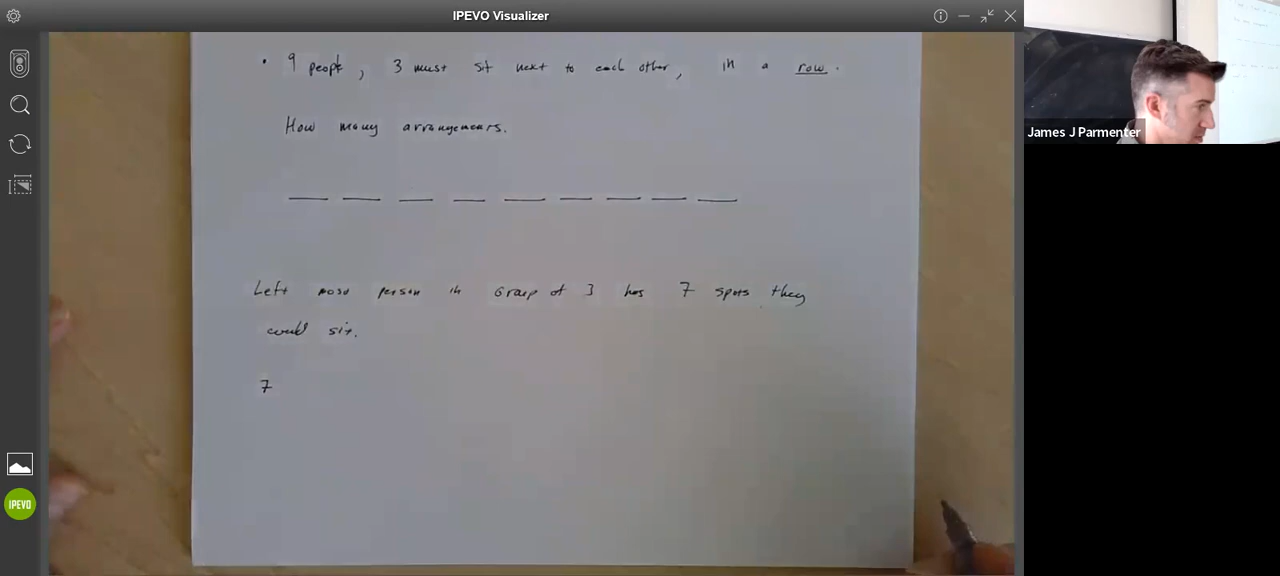 IPEVO Visualizer
· 9 people, 3 must sit next to each other, in a row.
How many arrangements.
Left most person in Group of 3 has 7 spots they
could sit.
7
IPEVO
James J Parmenter